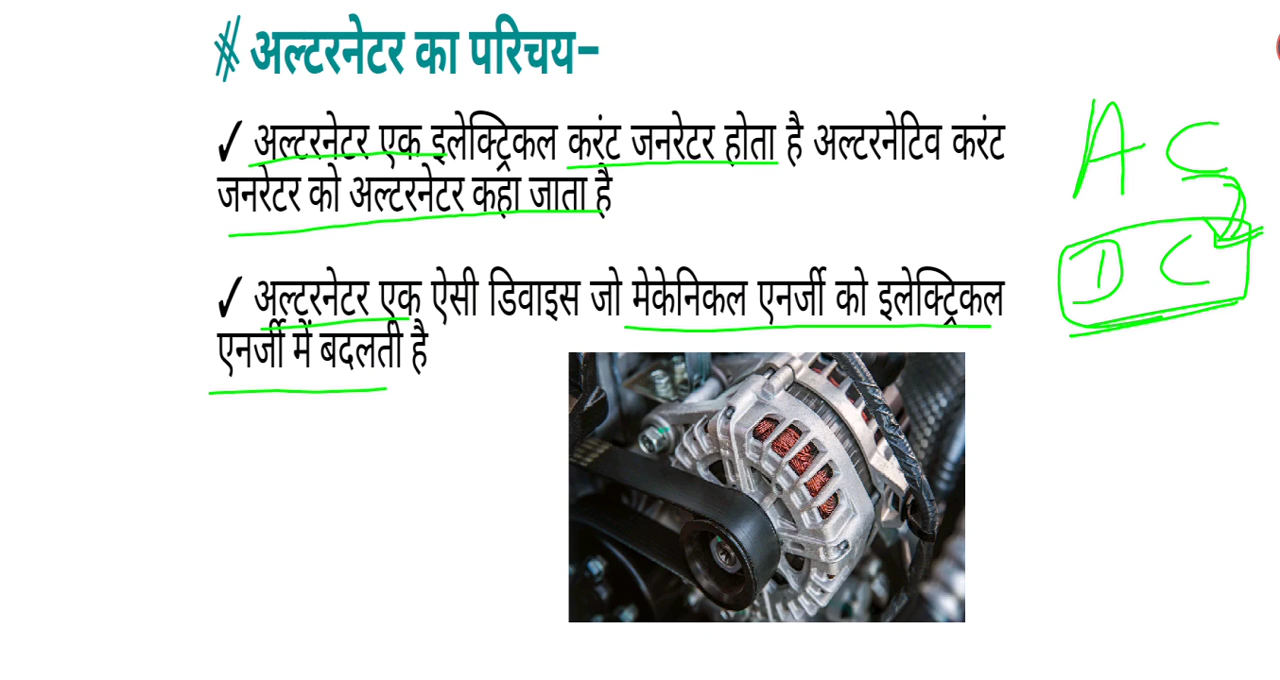 # अल्टरनेटर का परिचय-
✓ अल्टरनेटर एक इलेक्ट्रिकल करंट जनरेटर होता है अल्टरनेटिव करंट
जनरेटर को अल्टरनेटर कहा जाता है
✓ अल्टरनेटर एक ऐसी डिवाइस जो मेकेनिकल एनर्जी को इलेक्ट्रिकल
एनर्जी में बदलती है
AC
DC